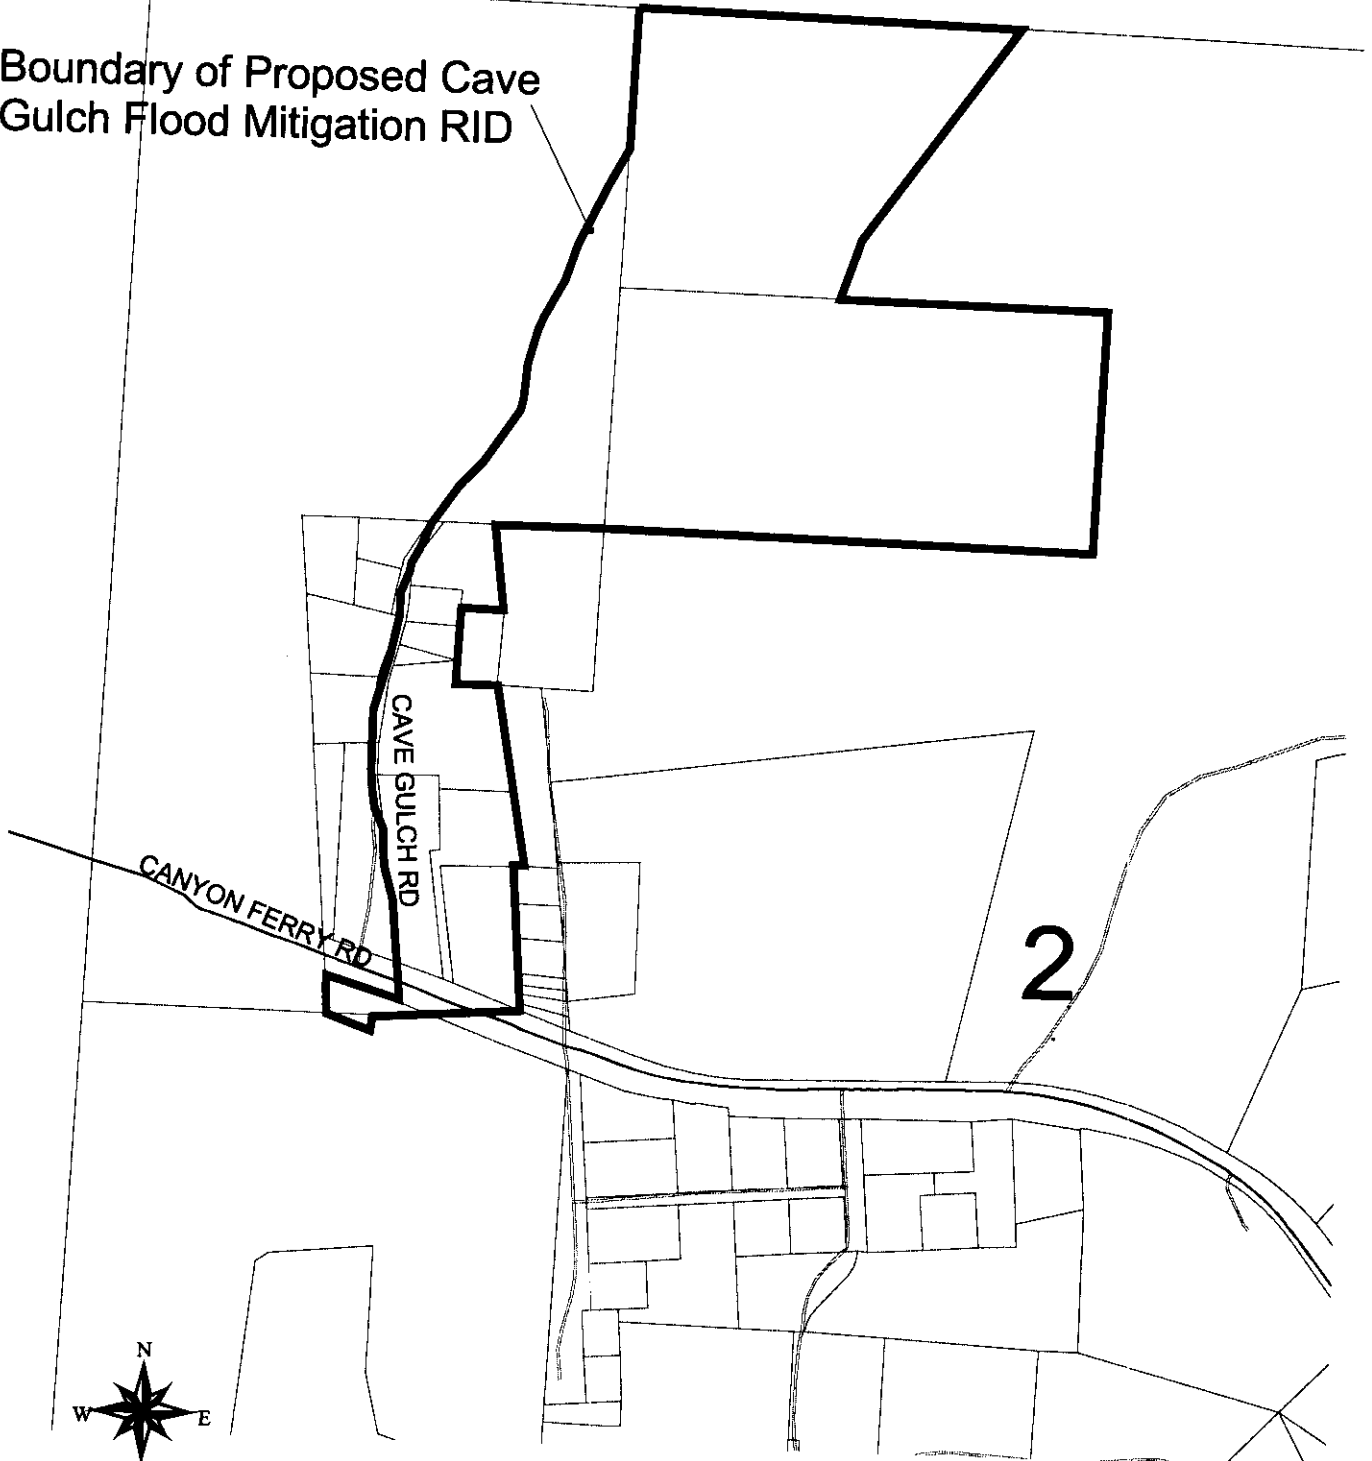 Boundary of Proposed Cave
Gulch Flood Mitigation RID
CAVE GULCH RD
CANYON FERRY RD
2
N
W E